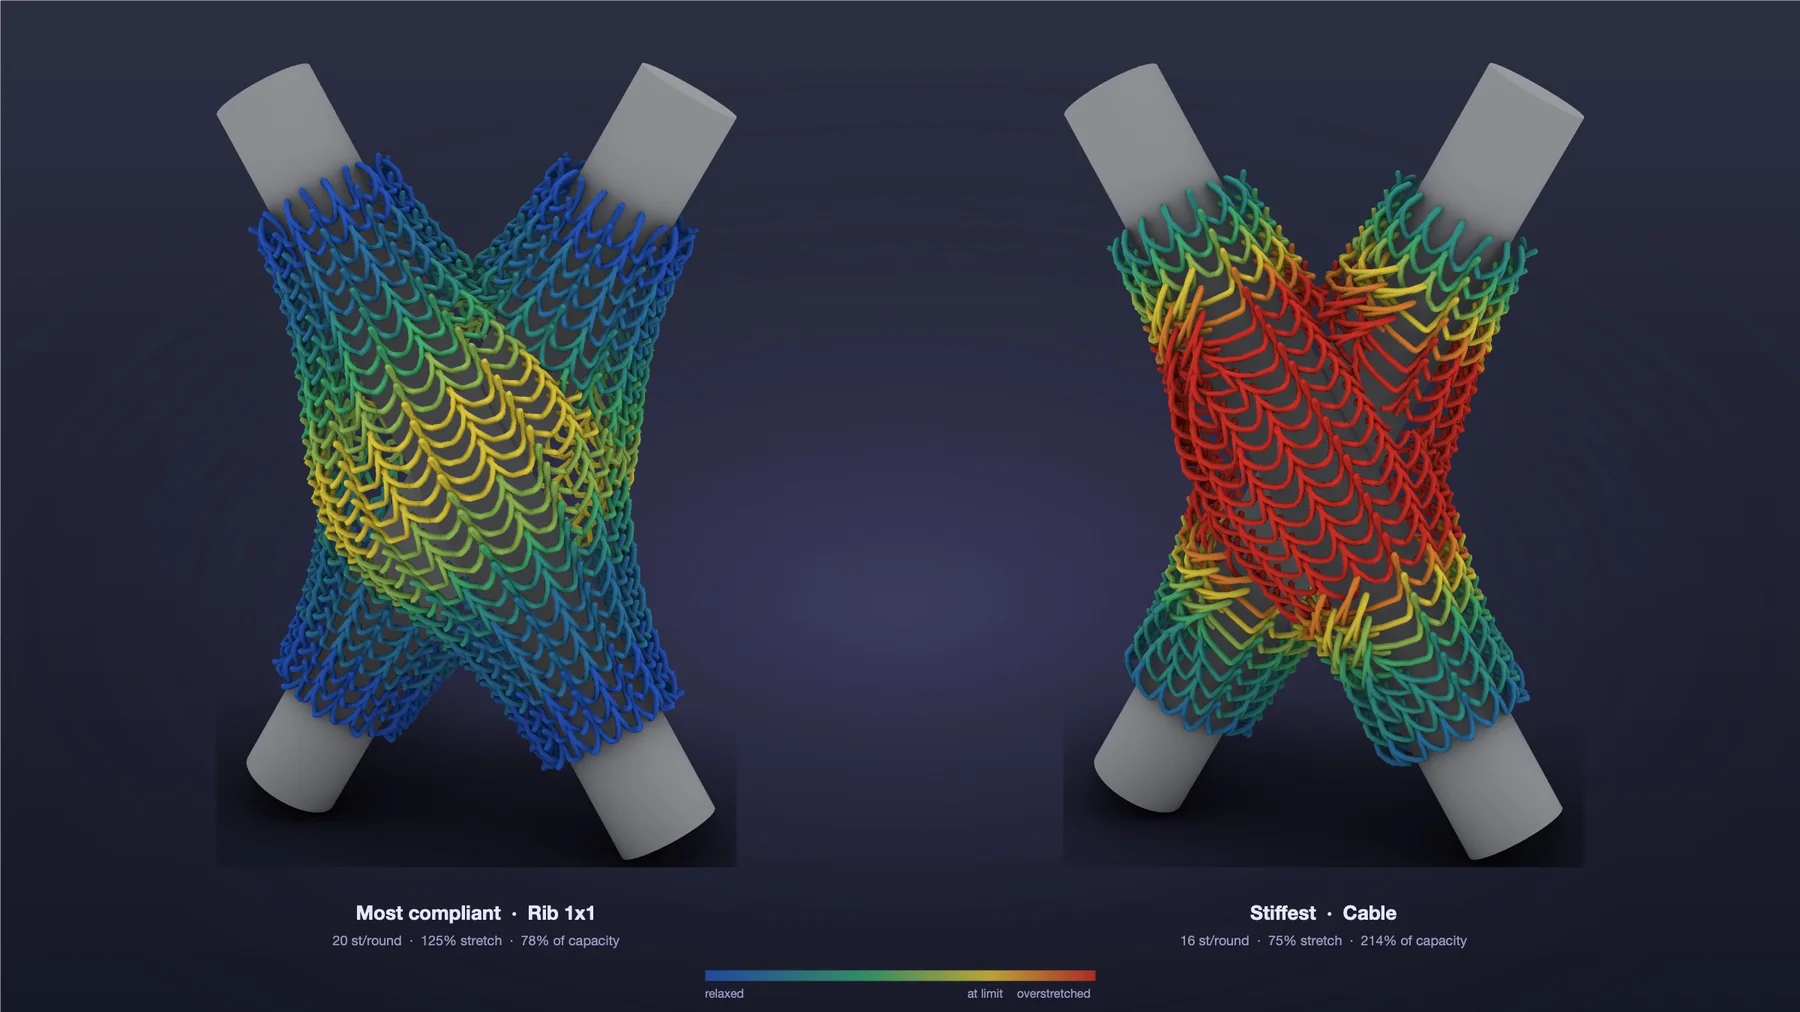 Most compliant · Rib 1x1
20 st/round · 125% stretch · 78% of capacity
Stiffest · Cable
16 st/round · 75% stretch · 214% of capacity
relaxed
at limit
overstretched